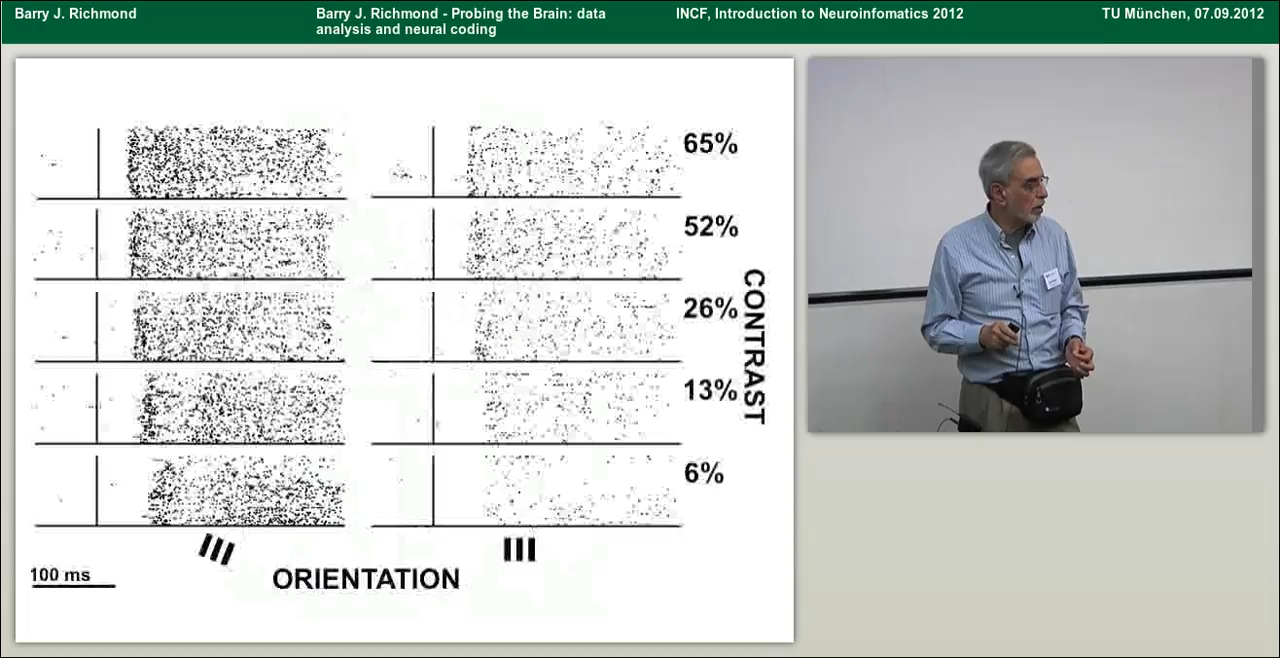 Barry J. Richmond
Barry J. Richmond - Probing the Brain: data
analysis and neural coding
INCF, Introduction to Neuroinfomatics 2012
TU München, 07.09.2012
65%
52%
26%
13%
6%
CONTRAST
100 ms
ORIENTATION